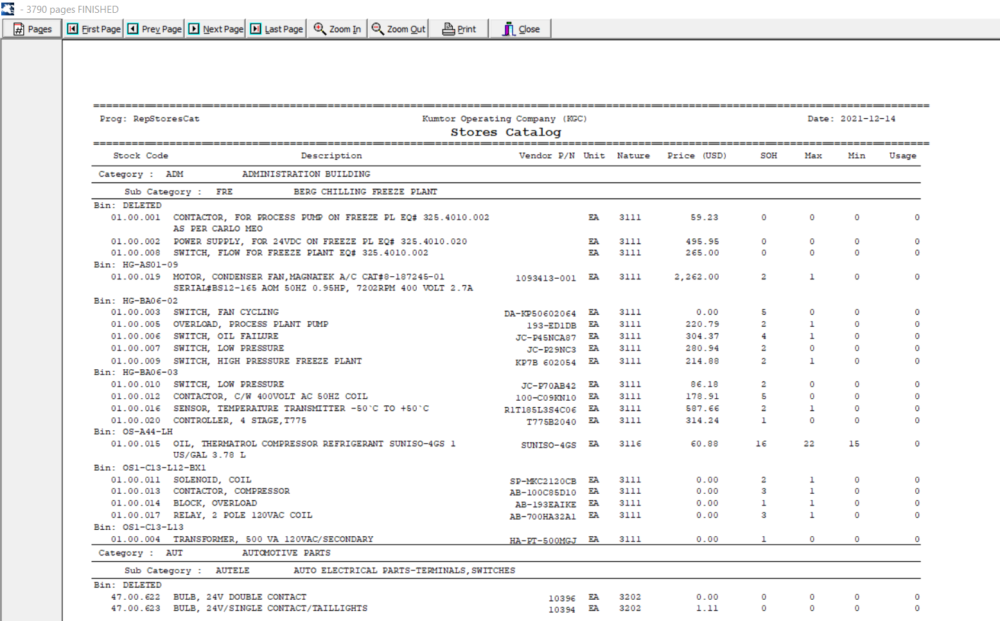 - 3790 pages FINISHED
Pages First Page Prev Page Next Page Last Page Zoom In Zoom Out Print Close
==========
Prog: RepStoresCat Kumtor Operating Company (KGC) Date: 2021-12-14
Stores Catalog
==========
Stock Code Description Vendor P/N Unit Nature Price (USD) SOH Max Min Usage
Category : ADM ADMINISTRATION BUILDING
Sub Category : FRE BERG CHILLING FREEZE PLANT
Bin: DELETED
01.00.001 CONTACTOR, FOR PROCESS PUMP ON FREEZE PL EQ# 325.4010.002 EA 3111 59.23 0 0 0 0
AS PER CARLO MEO
01.00.002 POWER SUPPLY, FOR 24VDC ON FREEZE PL EQ# 325.4010.020 EA 3111 495.95 0 0 0 0
01.00.008 SWITCH, FLOW FOR FREEZE PLANT EQ# 325.4010.002 EA 3111 265.00 0 0 0 0
Bin: HG-AS01-09
01.00.019 MOTOR, CONDENSER FAN,MAGNATEK A/C CAT#8-187245-01 1093413-001 EA 3111 2,262.00 2 1 0 0
SERIAL#BS12-165 AOM 50HZ 0.95HP, 7202RPM 400 VOLT 2.7A
Bin: HG-BA06-02
01.00.003 SWITCH, FAN CYCLING DA-KP50602064 EA 3111 0.00 5 0 0 0
01.00.005 OVERLOAD, PROCESS PLANT PUMP 193-ED1DB EA 3111 220.79 2 1 0 0
01.00.006 SWITCH, OIL FAILURE JC-P45NCA87 EA 3111 304.37 4 1 0 0
01.00.007 SWITCH, LOW PRESSURE JC-P29NC3 EA 3111 280.94 2 0 0 0
01.00.009 SWITCH, HIGH PRESSURE FREEZE PLANT KP7B 602054 EA 3111 214.88 2 1 0 0
Bin: HG-BA06-03
01.00.010 SWITCH, LOW PRESSURE JC-P70AB42 EA 3111 86.18 2 0 0 0
01.00.012 CONTACTOR, C/W 400VOLT AC 50HZ COIL 100-C09KN10 EA 3111 178.91 5 0 0 0
01.00.016 SENSOR, TEMPERATURE TRANSMITTER -50`C TO +50`C R1T185L3S4C06 EA 3111 587.66 2 1 0 0
01.00.020 CONTROLLER, 4 STAGE,T775 T775B2040 EA 3111 314.24 1 0 0 0
Bin: OS-A44-LH
01.00.015 OIL, THERMATROL COMPRESSOR REFRIGERANT SUNISO-4GS 1 SUNISO-4GS EA 3116 60.88 16 22 15 0
US/GAL 3.78 L
Bin: OS1-C13-L12-BX1
01.00.011 SOLENOID, COIL SP-MKC2120CB EA 3111 0.00 2 1 0 0
01.00.013 CONTACTOR, COMPRESSOR AB-100C85D10 EA 3111 0.00 3 1 0 0
01.00.014 BLOCK, OVERLOAD AB-193EAIKE EA 3111 0.00 1 1 0 0
01.00.017 RELAY, 2 POLE 120VAC COIL AB-700HA32A1 EA 3111 0.00 3 1 0 0
Bin: OS1-C13-L13
01.00.004 TRANSFORMER, 500 VA 120VAC/SECONDARY HA-PT-500MGJ EA 3111 0.00 1 0 0 0
Category : AUT AUTOMOTIVE PARTS
Sub Category : AUTELE AUTO ELECTRICAL PARTS-TERMINALS,SWITCHES
Bin: DELETED
47.00.622 BULB, 24V DOUBLE CONTACT 10396 EA 3202 0.00 0 0 0 0
47.00.623 BULB, 24V/SINGLE CONTACT/TAILLIGHTS 10394 EA 3202 1.11 0 0 0 0